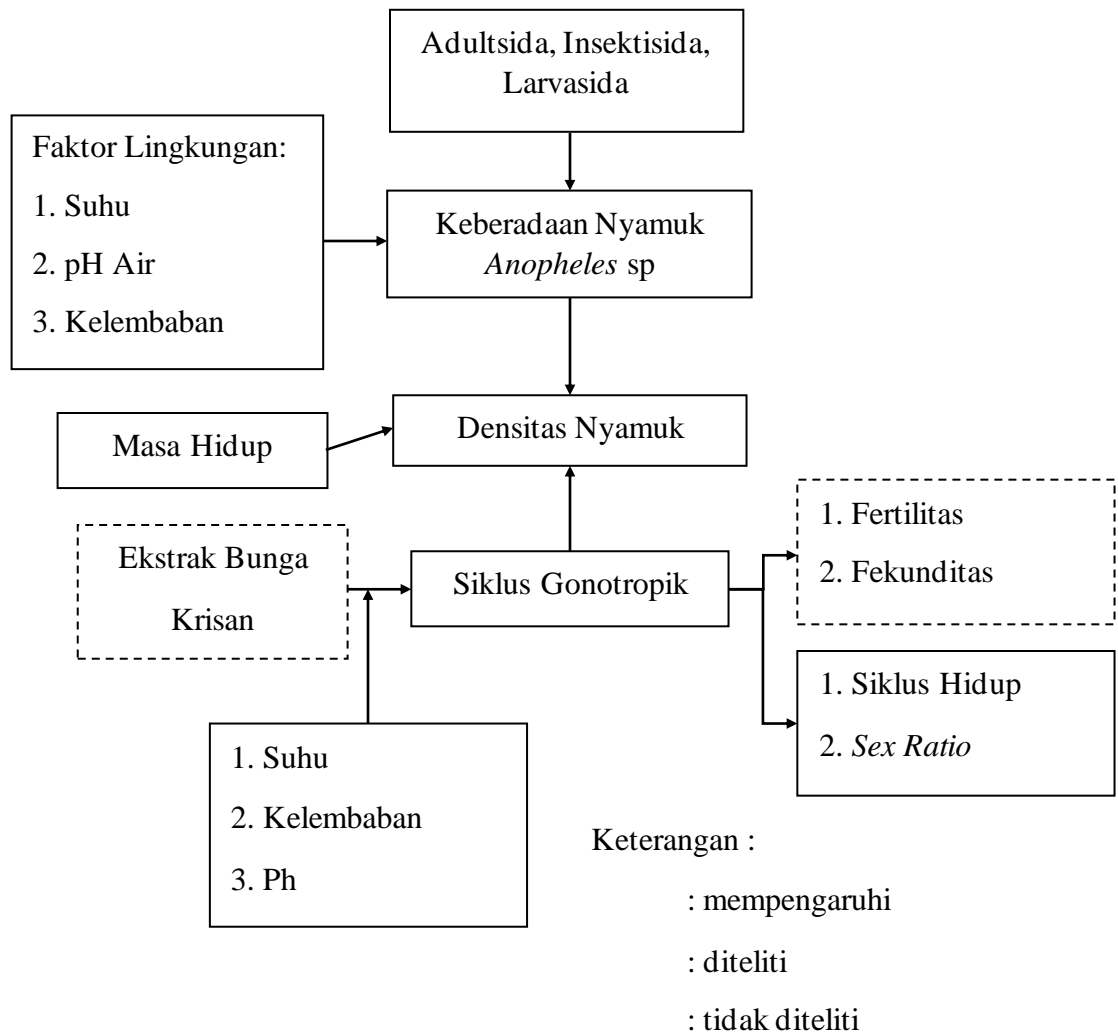 Adultsida, Insektisida,
Larvasida
Faktor Lingkungan:
1. Suhu
2. pH Air
3. Kelembaban
Keberadaan Nyamuk
Anopheles sp
Masa Hidup
Densitas Nyamuk
Ekstrak Bunga
Krisan
Siklus Gonotropik
1. Fertilitas
2. Fekunditas
1. Siklus Hidup
2. Sex Ratio
1. Suhu
2. Kelembaban
3. Ph
Keterangan :
: mempengaruhi
: diteliti
: tidak diteliti